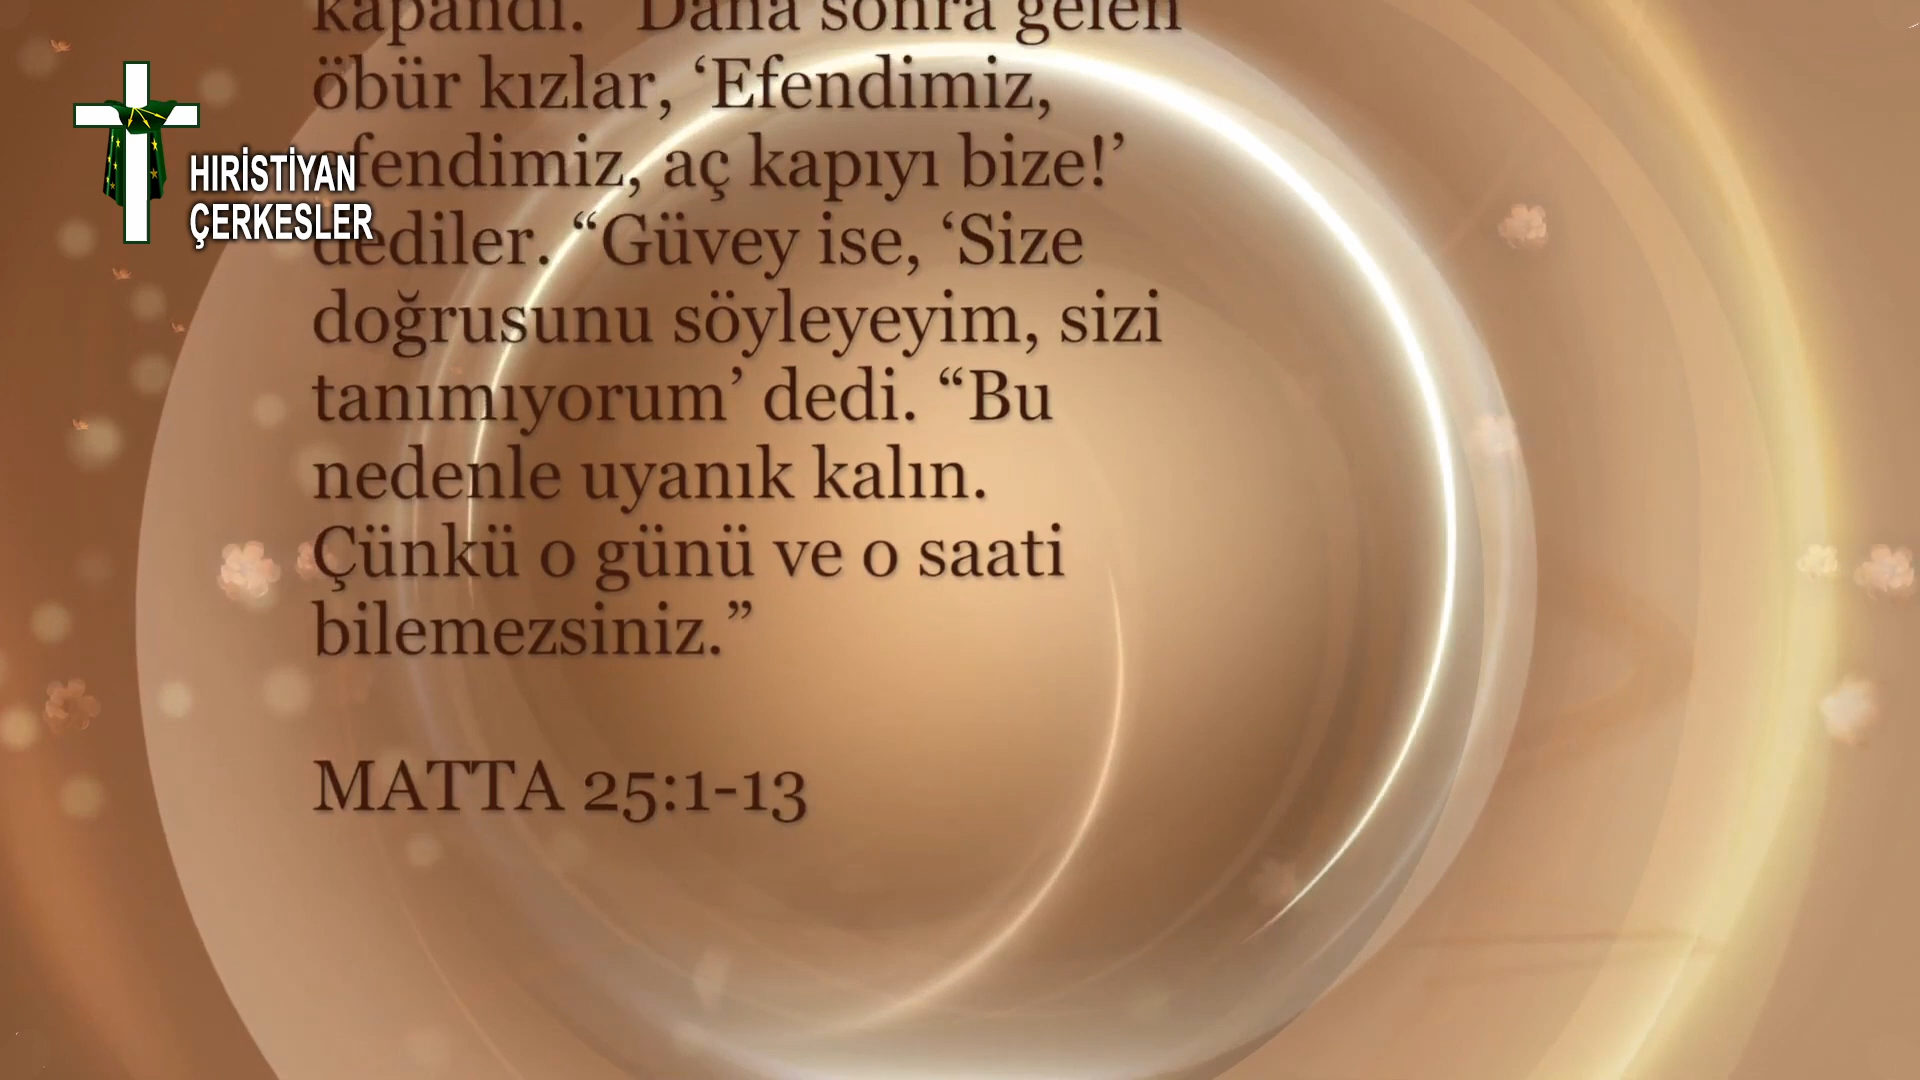 HIRİSTİYAN
ÇERKESLER
kapandı. “Daha sonra gelen
öbür kızlar, ‘Efendimiz,
efendimiz, aç kapıyı bize!’
dediler. “Güvey ise, ‘Size
doğrusunu söyleyeyim, sizi
tanımıyorum’ dedi. “Bu
nedenle uyanık kalın.
Çünkü o günü ve o saati
bilemezsiniz.”
MATTA 25:1-13